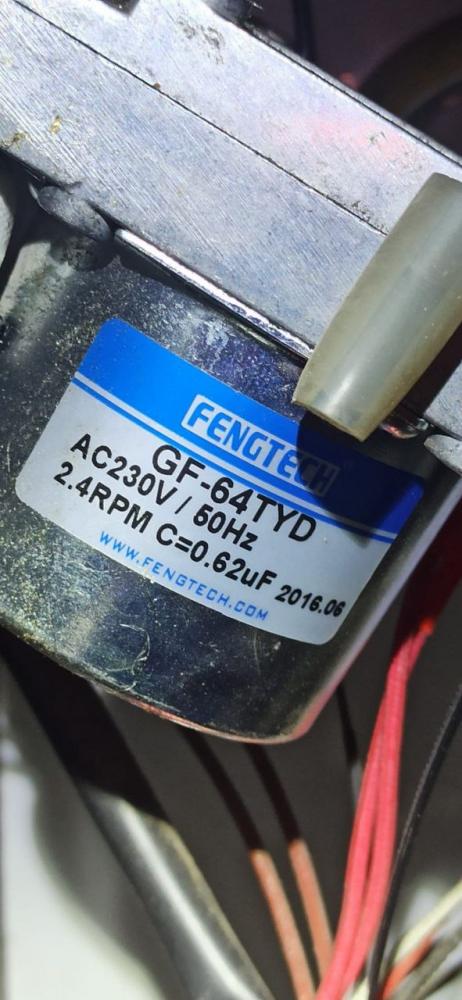 FENGTECH
GF-64TYD
AC230V / 50Hz
2.4RPM C=0.62uF 2016.06
WWW.FENGTECH.COM